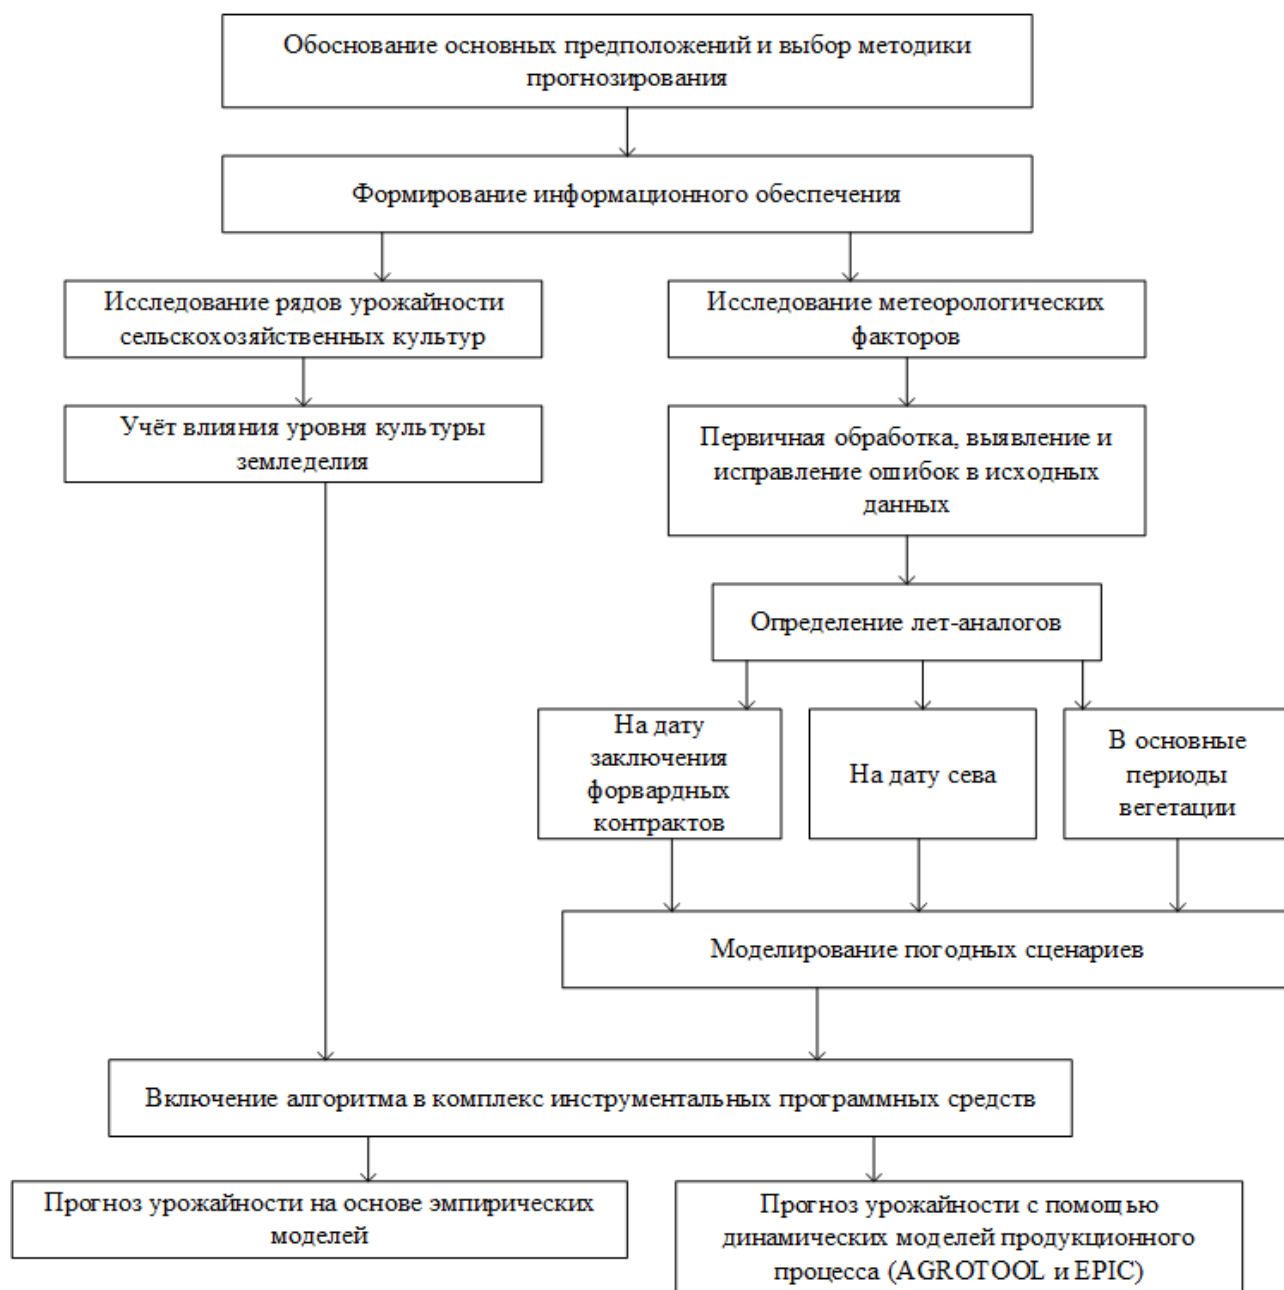 Обоснование основных предположений и выбор методики
прогнозирования
Формирование информационного обеспечения
Исследование рядов урожайности
сельскохозяйственных культур
Исследование метеорологических
факторов
Учёт влияния уровня культуры
земледелия
Первичная обработка, выявление и
исправление ошибок в исходных
данных
Определение лет-аналогов
На дату
заключения
форвардных
контрактов
На дату сева
В основные
периоды
вегетации
Моделирование погодных сценариев
Включение алгоритма в комплекс инструментальных программных средств
Прогноз урожайности на основе эмпирических
моделей
Прогноз урожайности с помощью
динамических моделей продукционного
процесса (AGROTOOL и EPIC)